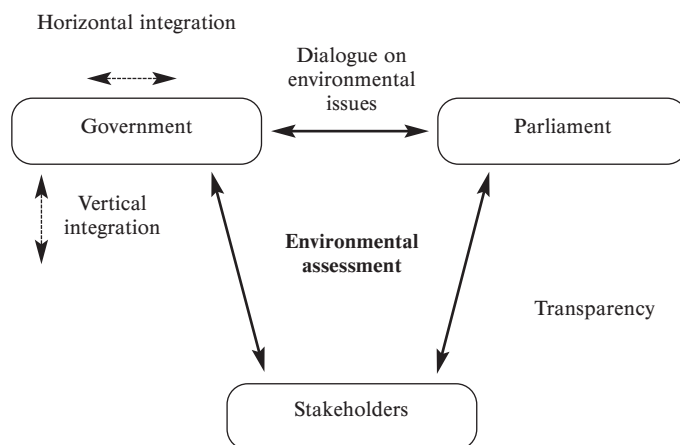 Horizontal integration
Dialogue on
environmental
issues
Government
Parliament
Vertical
integration
Environmental
assessment
Transparency
Stakeholders